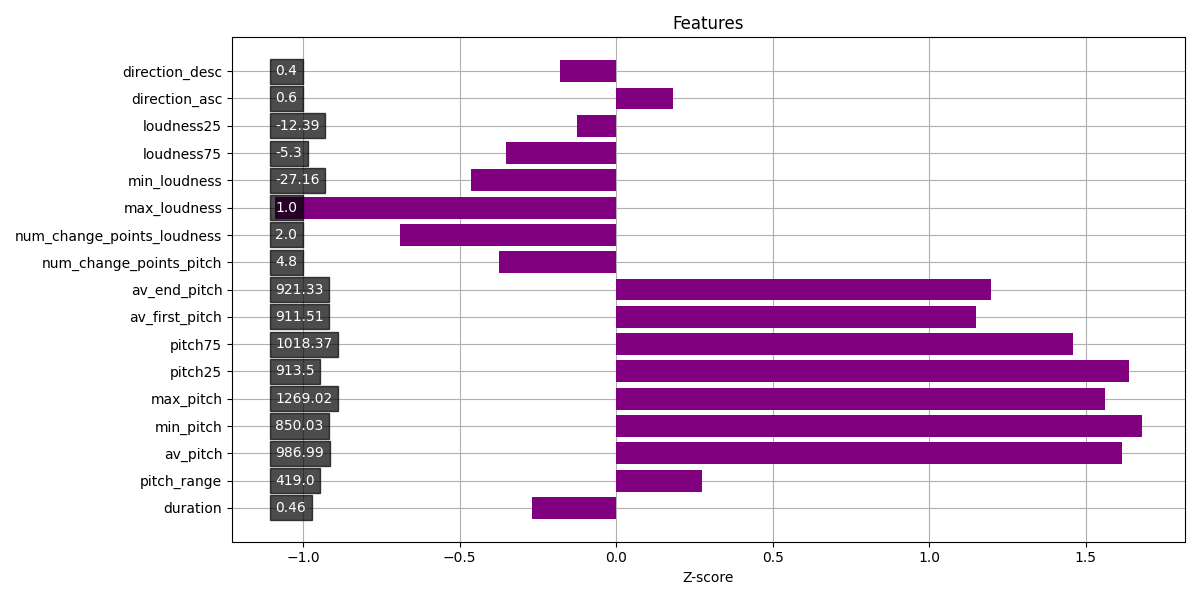 Features
direction_desc 0.4
direction_asc 0.6
loudness25 -12.39
loudness75 -5.3
min_loudness -27.16
max_loudness 1.0
num_change_points_loudness 2.0
num_change_points_pitch 4.8
av_end_pitch 921.33
av_first_pitch 911.51
pitch75 1018.37
pitch25 913.5
max_pitch 1269.02
min_pitch 850.03
av_pitch 986.99
pitch_range 419.0
duration 0.46
−1.0 −0.5 0.0 0.5 1.0 1.5
Z-score